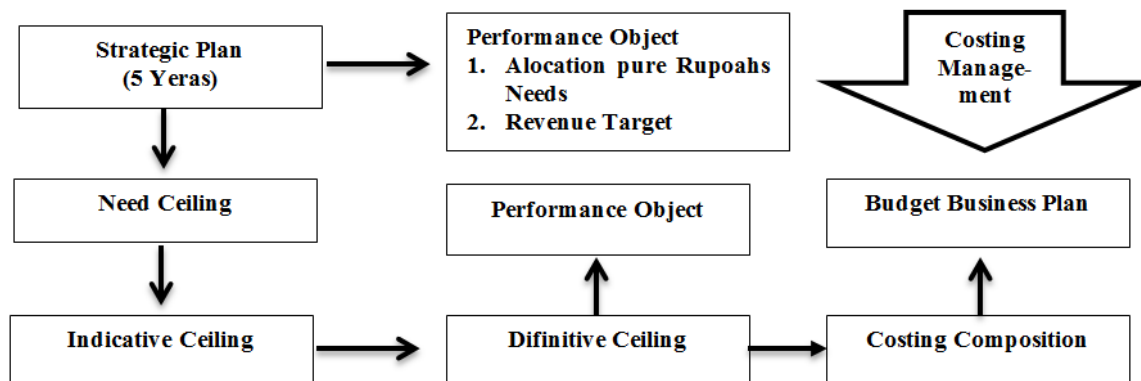 Strategic Plan
(5 Yeras)
Performance Object
1. Alocation pure Rupoahs
Needs
2. Revenue Target
Costing
Manage-
ment
Need Ceiling
Performance Object
Budget Business Plan
Indicative Ceiling
Difinitive Ceiling
Costing Composition